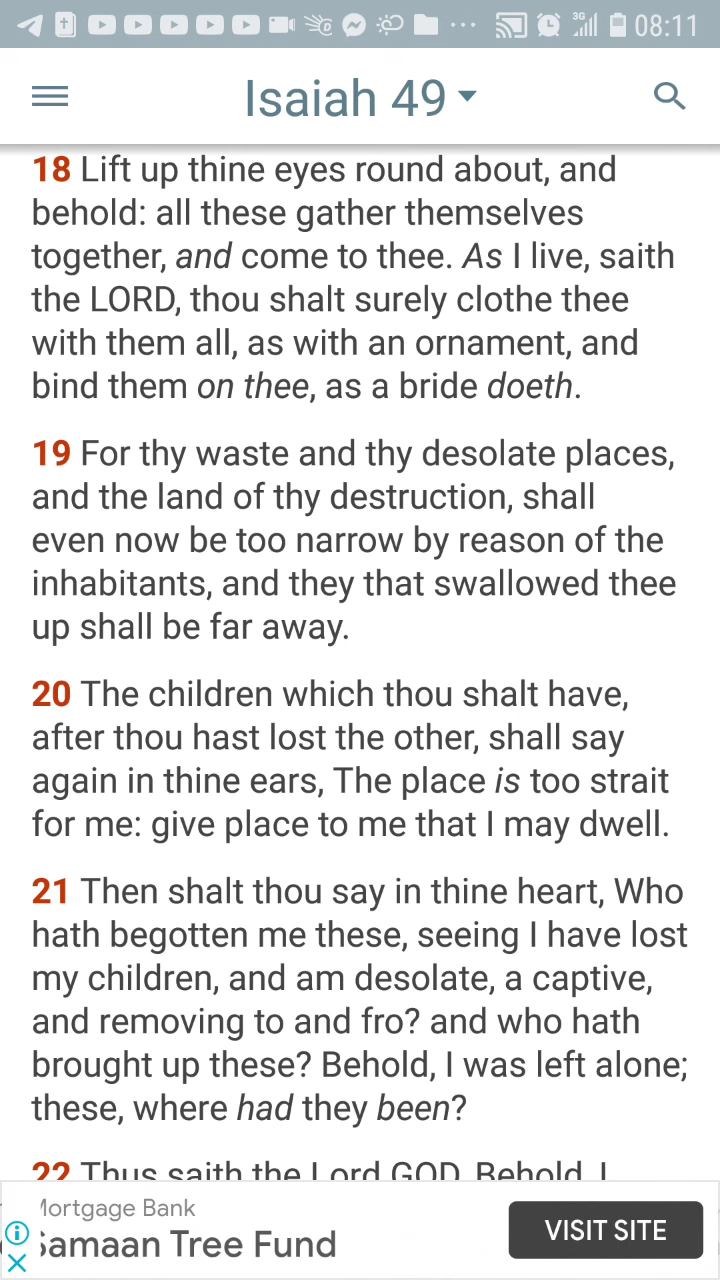 3G 08:11
Isaiah 49
18 Lift up thine eyes round about, and
behold: all these gather themselves
together, and come to thee. As I live, saith
the LORD, thou shalt surely clothe thee
with them all, as with an ornament, and
bind them on thee, as a bride doeth.
19 For thy waste and thy desolate places,
and the land of thy destruction, shall
even now be too narrow by reason of the
inhabitants, and they that swallowed thee
up shall be far away.
20 The children which thou shalt have,
after thou hast lost the other, shall say
again in thine ears, The place is too strait
for me: give place to me that I may dwell.
21 Then shalt thou say in thine heart, Who
hath begotten me these, seeing I have lost
my children, and am desolate, a captive,
and removing to and fro? and who hath
brought up these? Behold, I was left alone;
these, where had they been?
22 Thus saith the Lord GOD, Behold, I
Mortgage Bank
Samaan Tree Fund
VISIT SITE